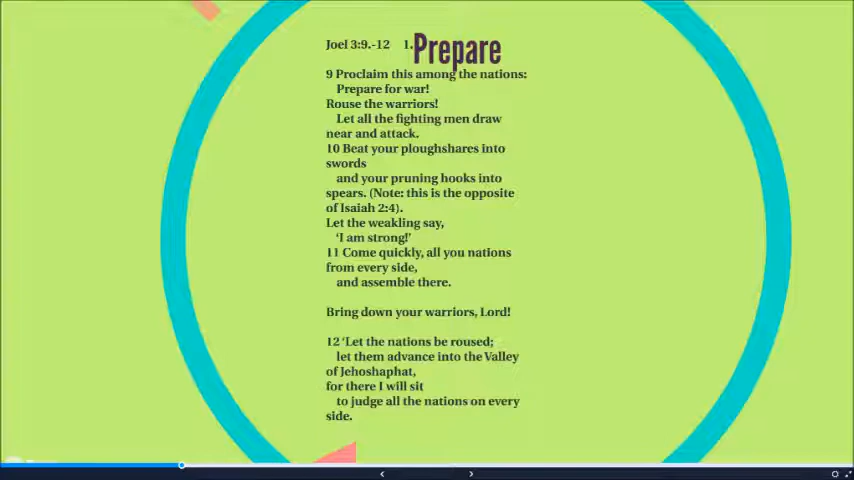 Joel 3:9.-12 1.Prepare
9 Proclaim this among the nations:
Prepare for war!
Rouse the warriors!
Let all the fighting men draw
near and attack.
10 Beat your ploughshares into
swords
and your pruning hooks into
spears. (Note: this is the opposite
of Isaiah 2:4).
Let the weakling say,
‘I am strong!’
11 Come quickly, all you nations
from every side,
and assemble there.
Bring down your warriors, Lord!
12 ‘Let the nations be roused;
let them advance into the Valley
of Jehoshaphat,
for there I will sit
to judge all the nations on every
side.